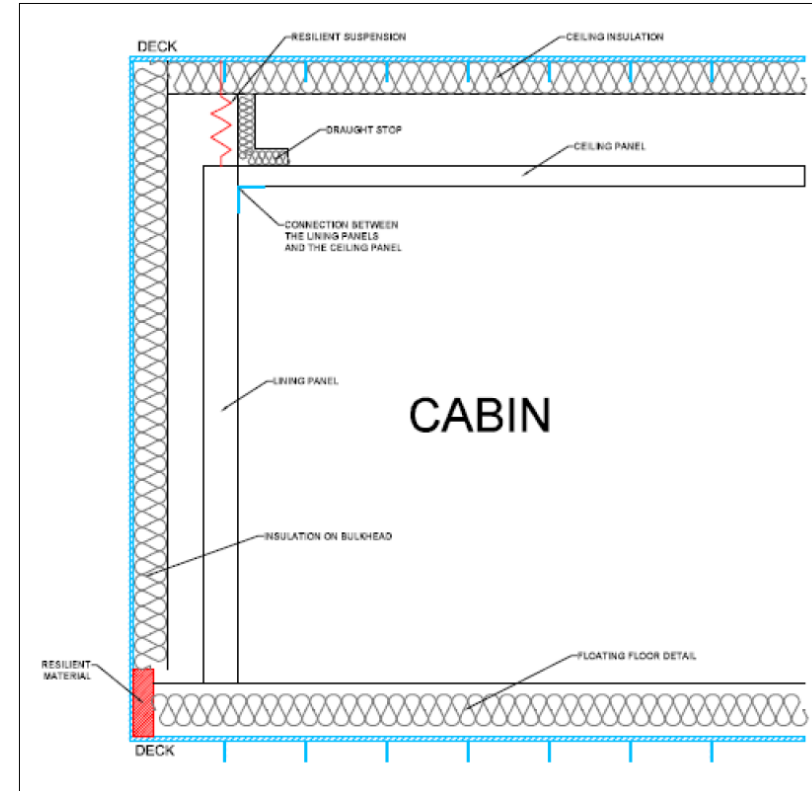 DECK
RESILIENT SUSPENSION
CEILING INSULATION
DRAUGHT STOP
CEILING PANEL
CONNECTION BETWEEN
THE LINING PANELS
AND THE CEILING PANEL
LINING PANEL
CABIN
INSULATION ON BULKHEAD
RESILIENT
MATERIAL
FLOATING FLOOR DETAIL
DECK